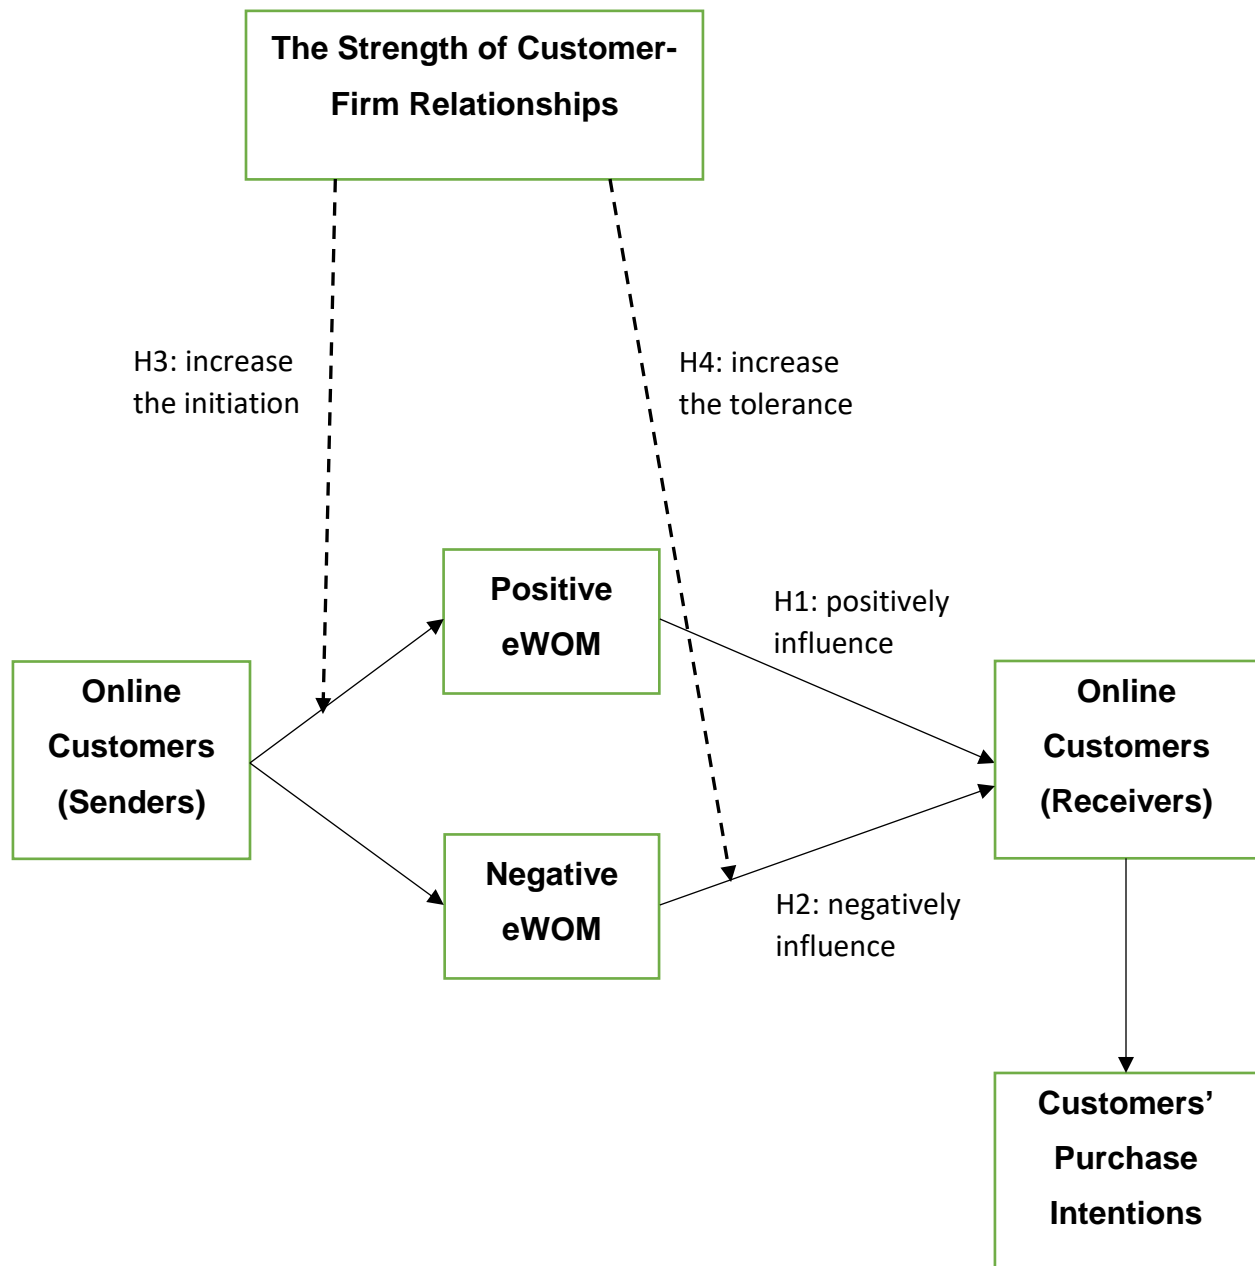 The Strength of Customer-
Firm Relationships
H3: increase
the initiation
H4: increase
the tolerance
Positive
eWOM
H1: positively
influence
Online
Customers
(Senders)
Online
Customers
(Receivers)
Negative
eWOM
H2: negatively
influence
Customers’
Purchase
Intentions